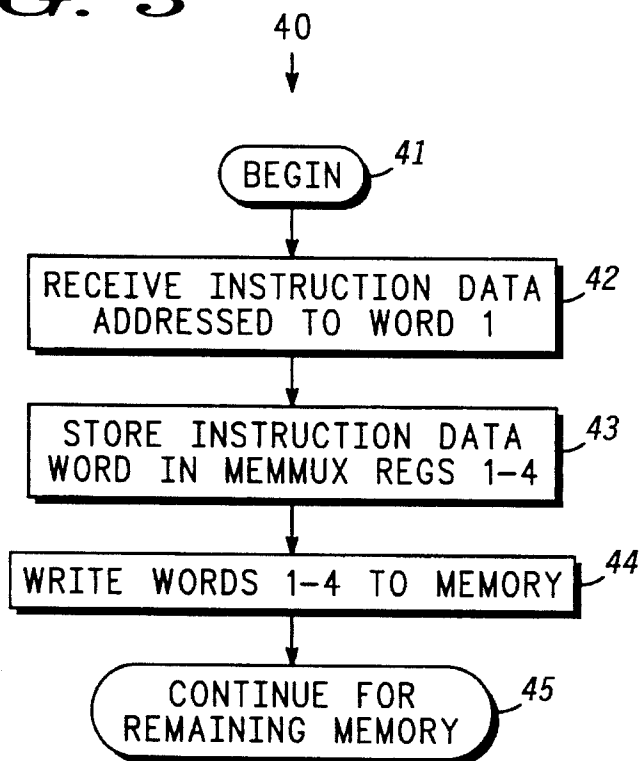 40
BEGIN 41
RECEIVE INSTRUCTION DATA 42
ADDRESSED TO WORD 1
STORE INSTRUCTION DATA 43
WORD IN MEMMUX REGS 1-4
WRITE WORDS 1-4 TO MEMORY 44
CONTINUE FOR 45
REMAINING MEMORY